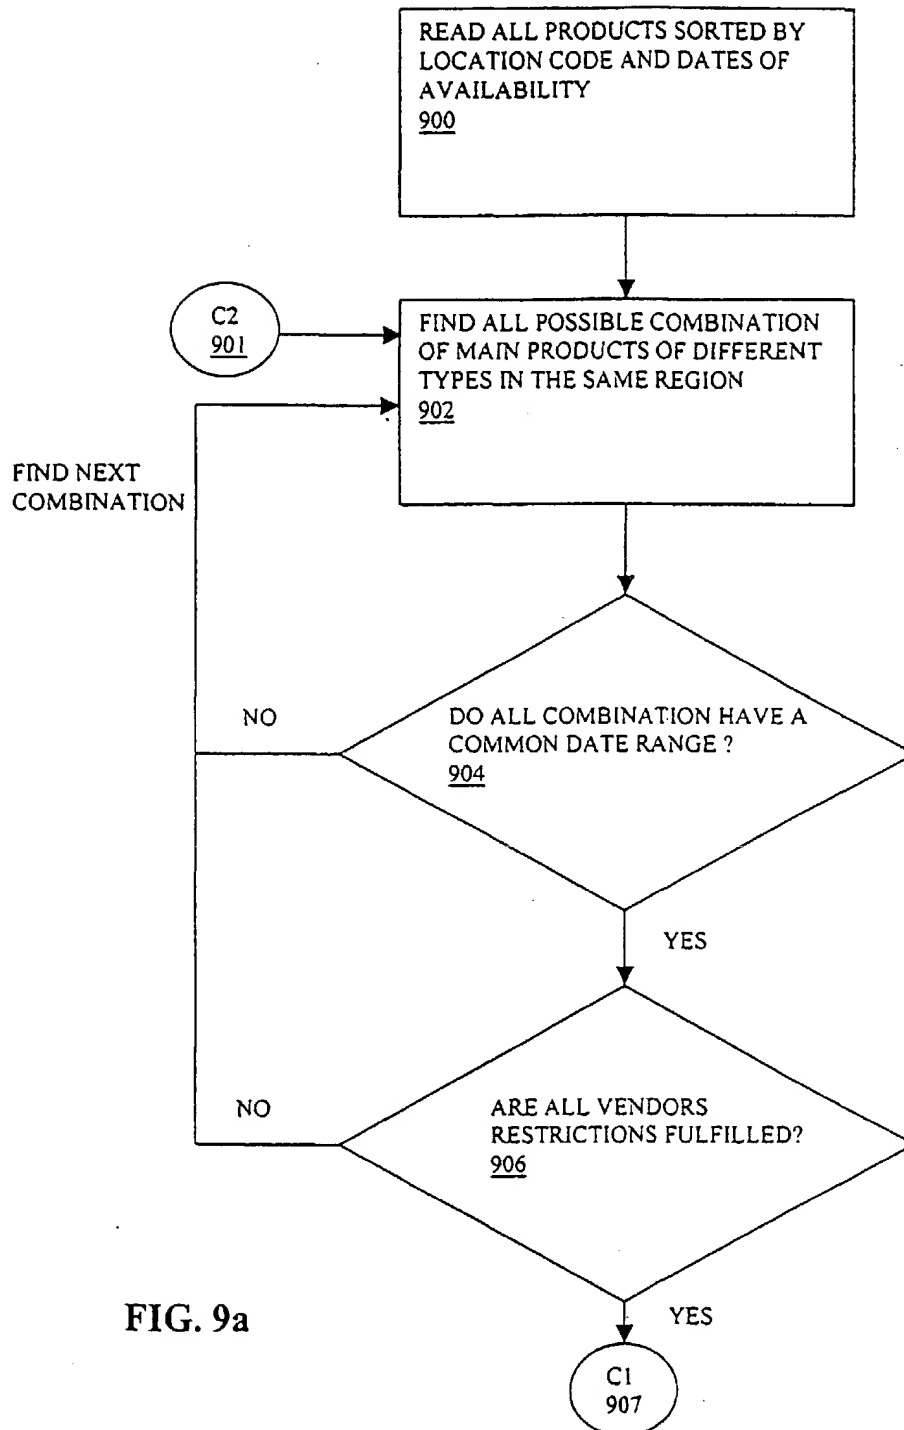 READ ALL PRODUCTS SORTED BY
LOCATION CODE AND DATES OF
AVAILABILITY
900
C2
901
FIND ALL POSSIBLE COMBINATION
OF MAIN PRODUCTS OF DIFFERENT
TYPES IN THE SAME REGION
902
FIND NEXT
COMBINATION
NO
DO ALL COMBINATION HAVE A
COMMON DATE RANGE ?
904
YES
NO
ARE ALL VENDORS
RESTRICTIONS FULFILLED?
906
YES
FIG. 9a
C1
907